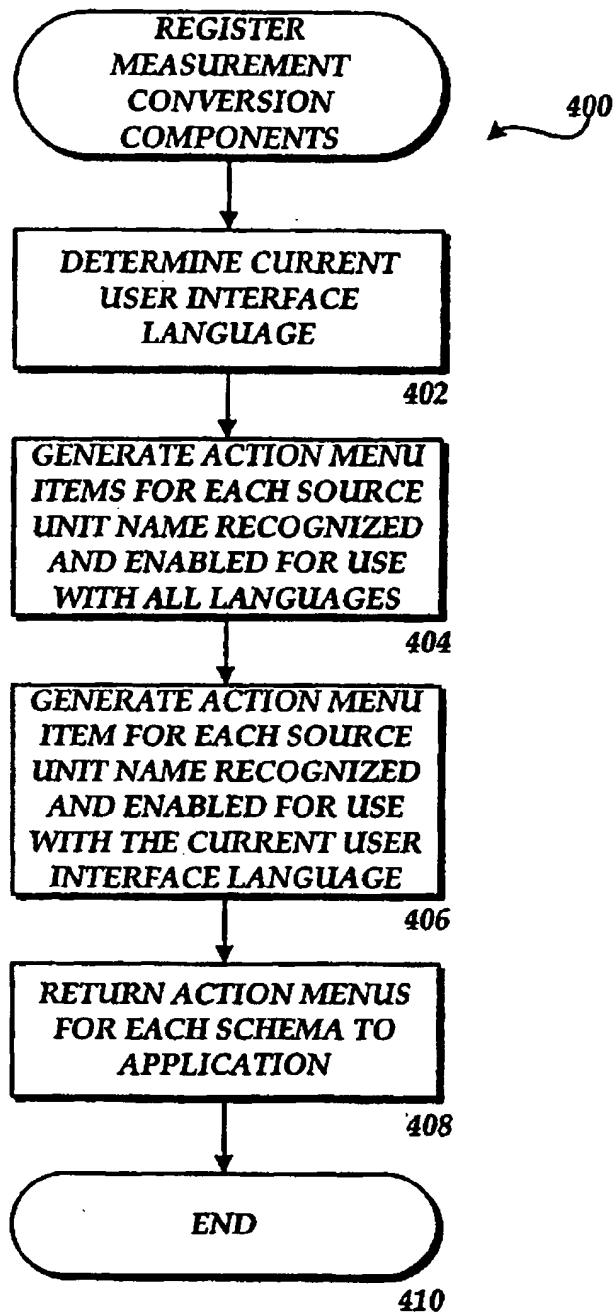 REGISTER
MEASUREMENT
CONVERSION
COMPONENTS
400
DETERMINE CURRENT
USER INTERFACE
LANGUAGE
402
GENERATE ACTION MENU
ITEMS FOR EACH SOURCE
UNIT NAME RECOGNIZED
AND ENABLED FOR USE
WITH ALL LANGUAGES
404
GENERATE ACTION MENU
ITEM FOR EACH SOURCE
UNIT NAME RECOGNIZED
AND ENABLED FOR USE
WITH THE CURRENT USER
INTERFACE LANGUAGE
406
RETURN ACTION MENUS
FOR EACH SCHEMA TO
APPLICATION
408
END
410